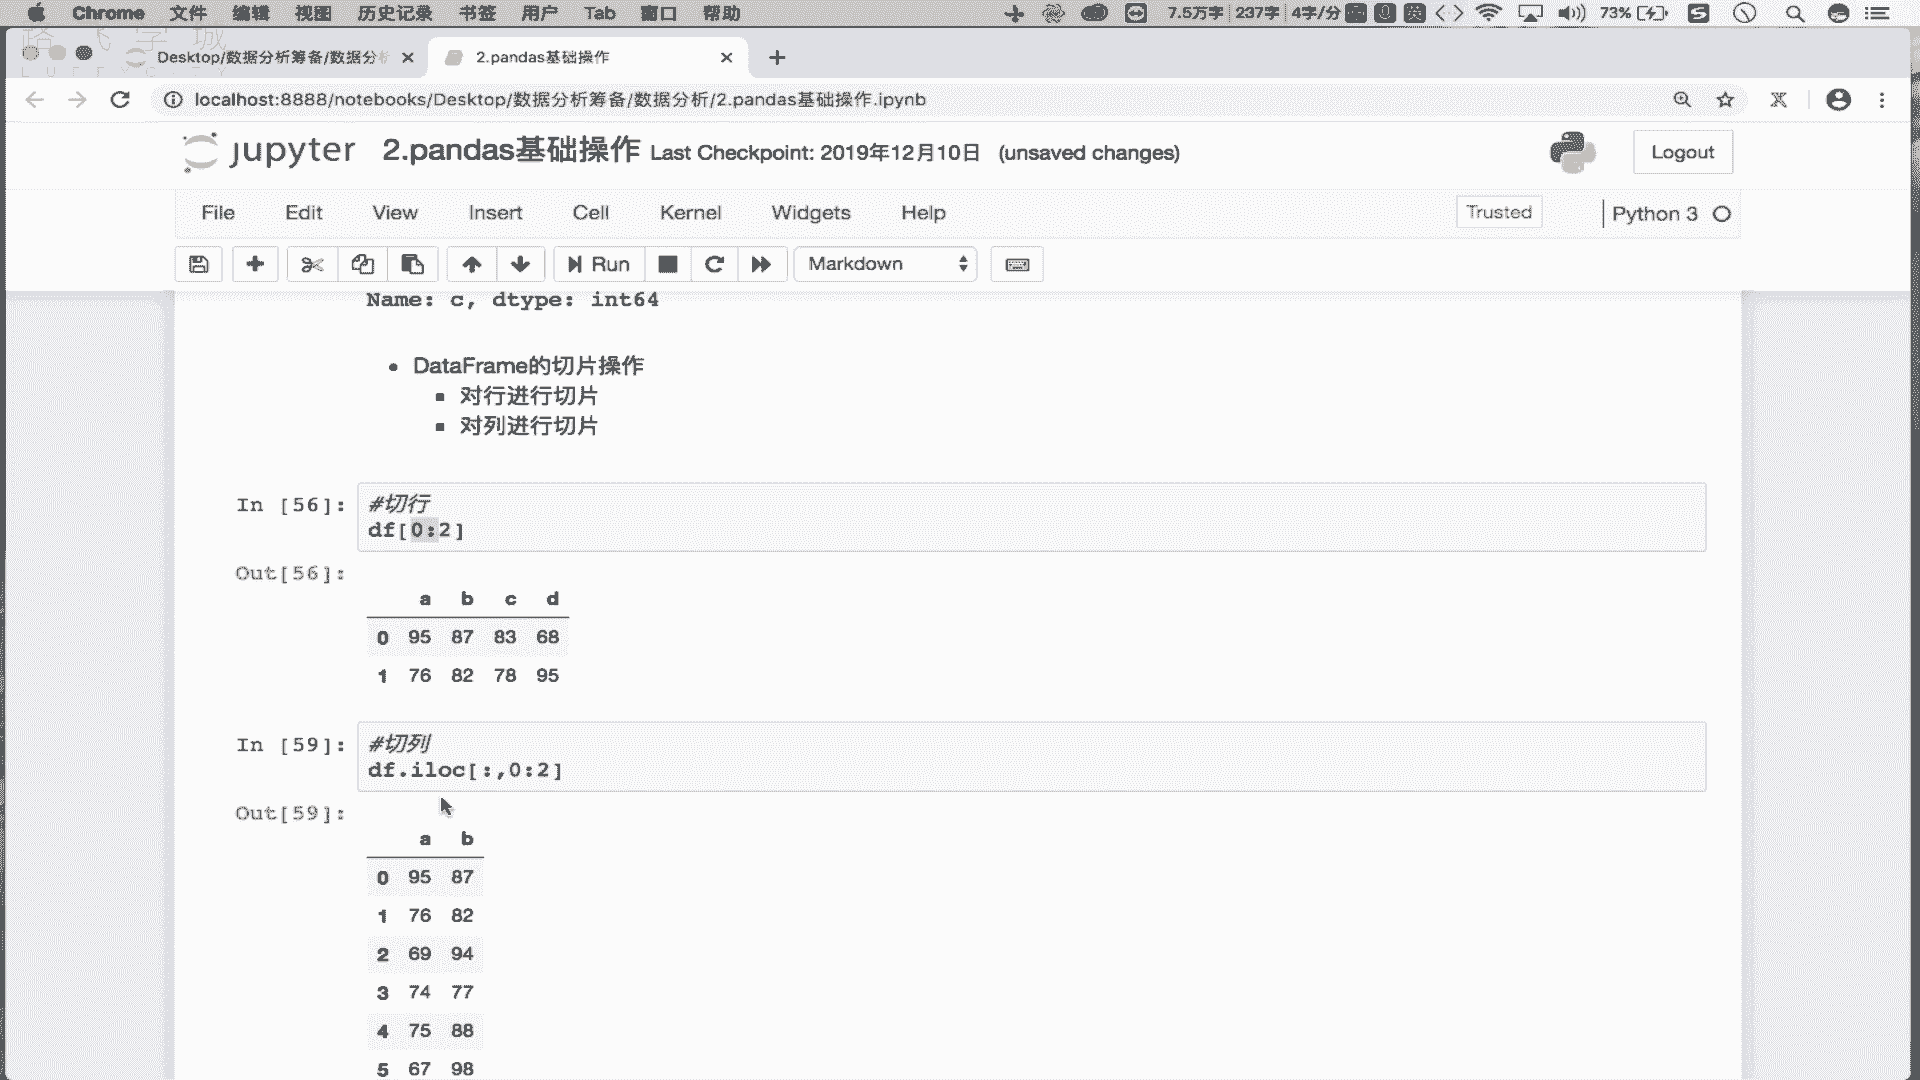 Chrome 文件 编辑 视图 历史记录 书签 用户 Tab 窗口 帮助 7.5万字 237字 4字/分 英 73%
Desktop/数据分析筹备/数据分析 2.pandas基础操作
localhost:8888/notebooks/Desktop/数据分析筹备/数据分析/2.pandas基础操作.ipynb
jupyter 2.pandas基础操作 Last Checkpoint: 2019年12月10日 (unsaved changes) Logout
File Edit View Insert Cell Kernel Widgets Help Trusted Python 3
Run Markdown
Name: c, dtype: int64
DataFrame的切片操作
对行进行切片
对列进行切片
In [56]: #切行
df[0:2]
Out[56]:
a b c d
0 95 87 83 68
1 76 82 78 95
In [59]: #切列
df.iloc[:,0:2]
Out[59]:
a b
0 95 87
1 76 82
2 69 94
3 74 77
4 75 88
5 67 98